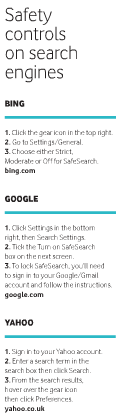 Safety
controls
on search
engines
BING
1. Click the gear icon in the top right.
2. Go to Settings/General.
3. Choose either Strict,
Moderate or Off for SafeSearch.
bing.com
GOOGLE
1. Click Settings in the bottom
right, then Search Settings.
2. Tick the Turn on SafeSearch
box on the next screen.
3. To lock SafeSearch, you'll need
to sign in to your Google/Gmail
account and follow the instructions.
google.com
YAHOO
1. Sign in to your Yahoo account.
2. Enter a search term in the
search box then click Search.
3. From the search results,
hover over the gear icon
then click Preferences.
yahoo.co.uk